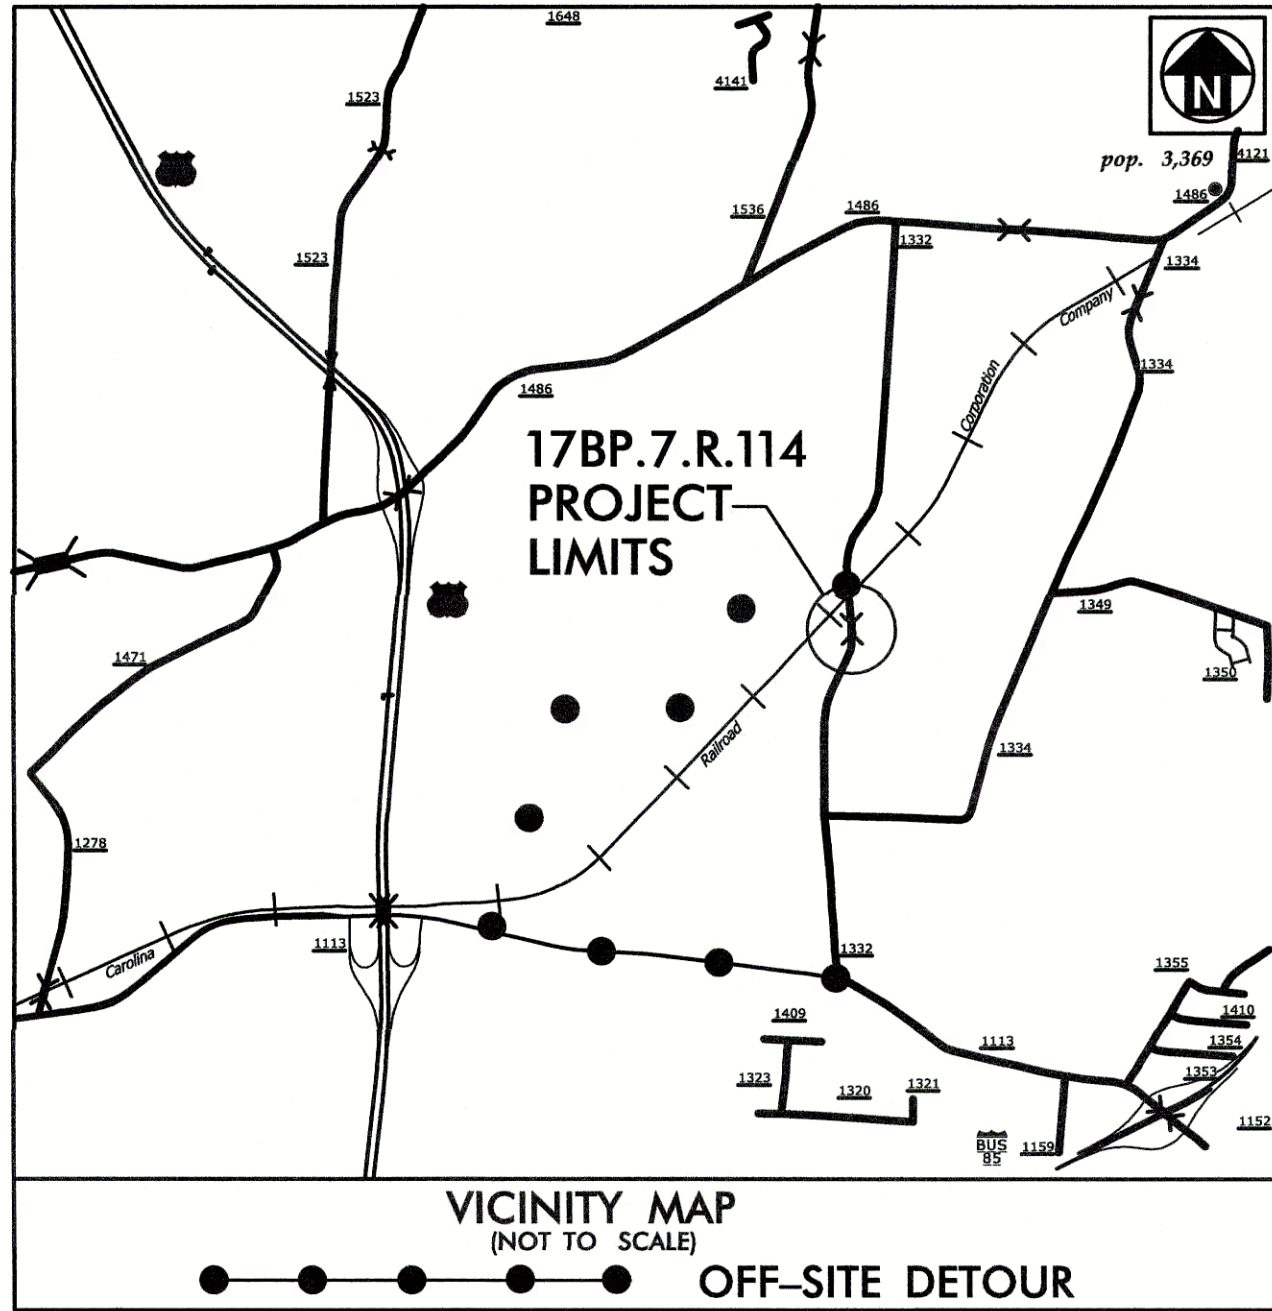 1648
1523
4141
N
pop. 3,369
4121
1486
1536
1486
1332
1334
1523
Company
1334
1486
Corporation
17BP.7.R.114
PROJECT
LIMITS
1349
1350
1471
Railroad
1334
1278
1113
Carolina
1332
1355
1409
1410
1113
1354
1323
1320
1321
1353
1152
BUS
85
1159
VICINITY MAP
(NOT TO SCALE)
OFF-SITE DETOUR